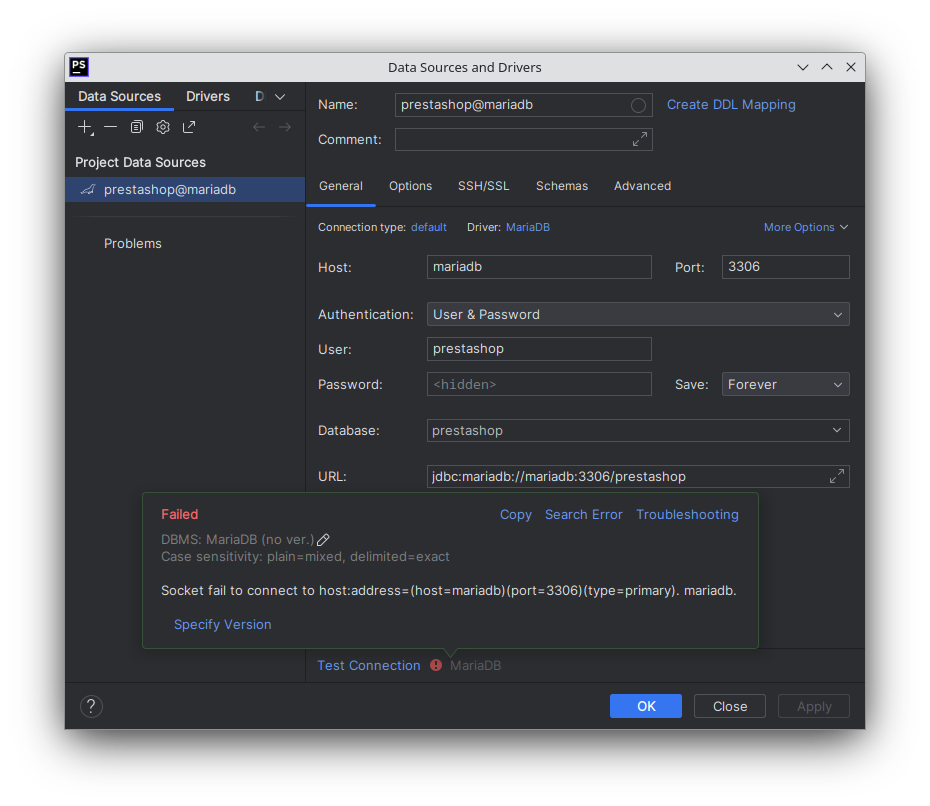 PS
Data Sources and Drivers
Data Sources Drivers D
Project Data Sources
prestashop@mariadb
Problems
Name: prestashop@mariadb Create DDL Mapping
Comment:
General Options SSH/SSL Schemas Advanced
Connection type: default Driver: MariaDB More Options
Host: mariadb Port: 3306
Authentication: User & Password
User: prestashop
Password: <hidden> Save: Forever
Database: prestashop
URL: jdbc:mariadb://mariadb:3306/prestashop
Failed Copy Search Error Troubleshooting
DBMS: MariaDB (no ver.)
Case sensitivity: plain=mixed, delimited=exact
Socket fail to connect to host:address=(host=mariadb)(port=3306)(type=primary). mariadb.
Specify Version
Test Connection MariaDB
? OK Close Apply